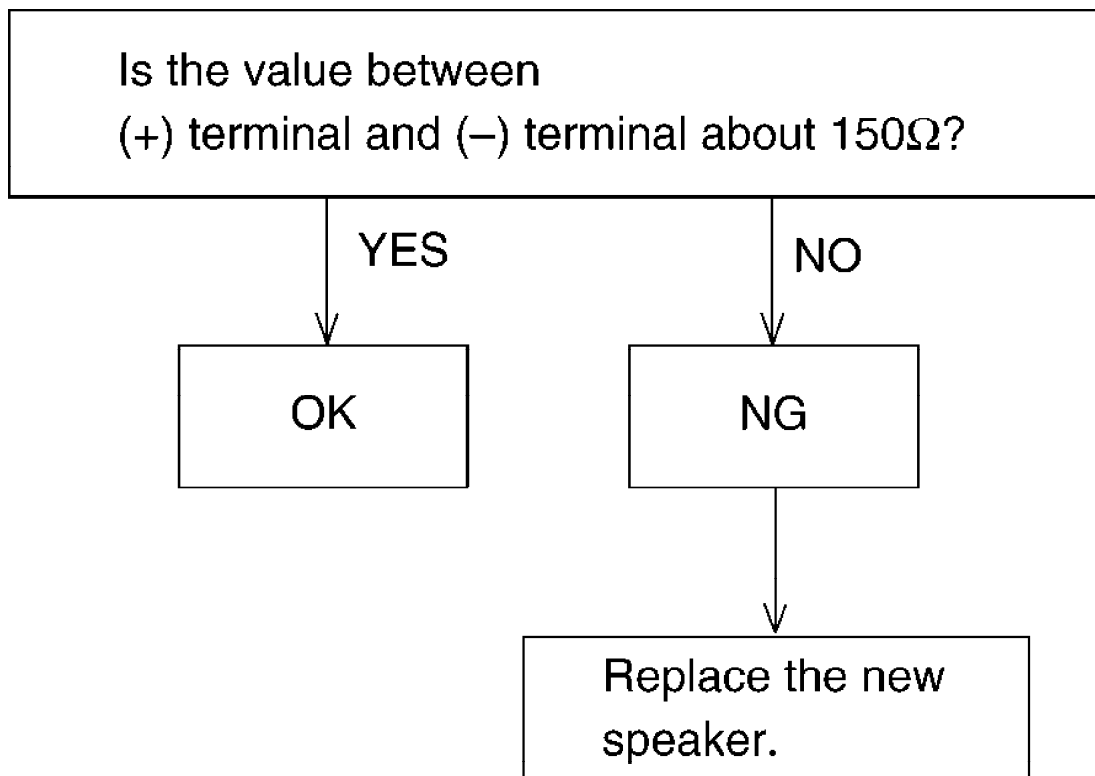 Is the value between
(+) terminal and (–) terminal about 150Ω?
YES
NO
OK
NG
Replace the new
speaker.